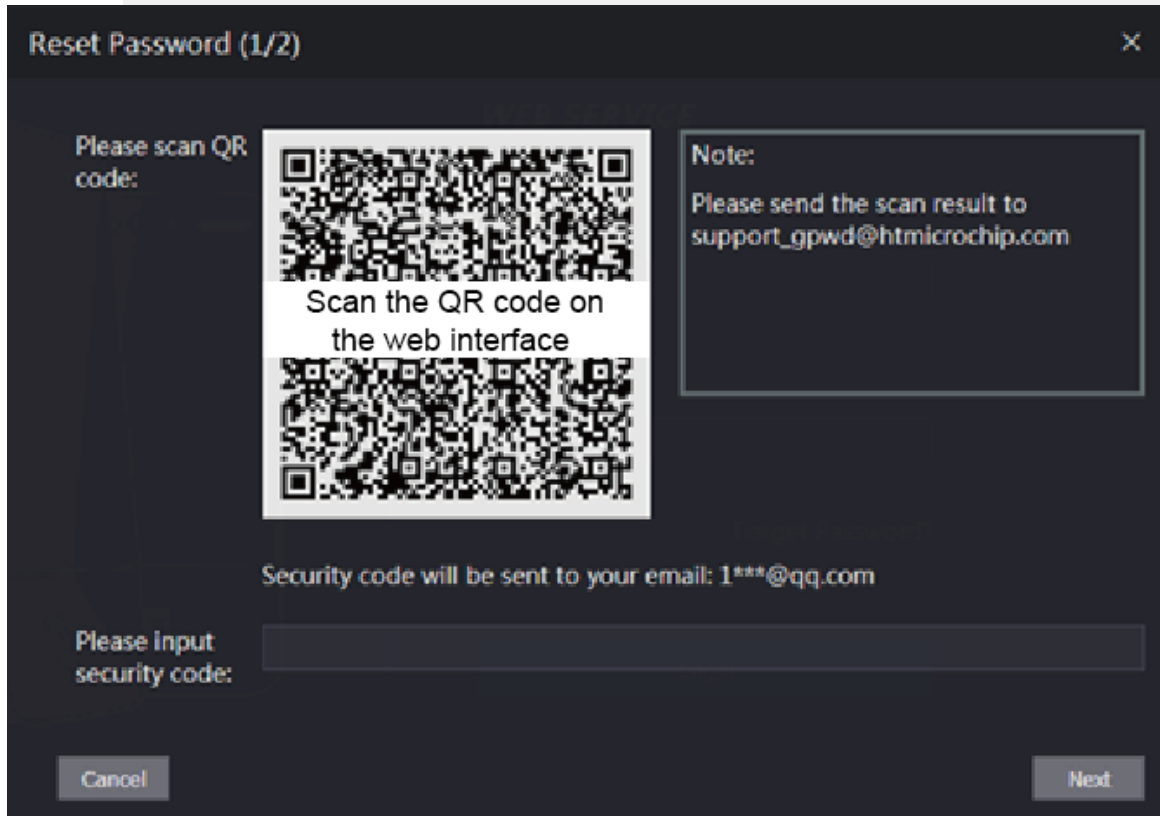 Reset Password (1/2)
WEB SERVICE
Please scan QR
code:
Scan the QR code on
the web interface
Note:
Please send the scan result to
support_gpwd@htmicrochip.com
Security code will be sent to your email: 1***@qq.com
Please input
security code:
Cancel
Next